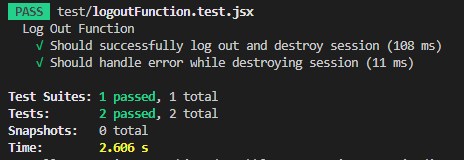 PASS test/logoutFunction.test.jsx
Log Out Function
√ Should successfully log out and destroy session (108 ms)
√ Should handle error while destroying session (11 ms)
Test Suites: 1 passed, 1 total
Tests: 2 passed, 2 total
Snapshots: 0 total
Time: 2.606 s